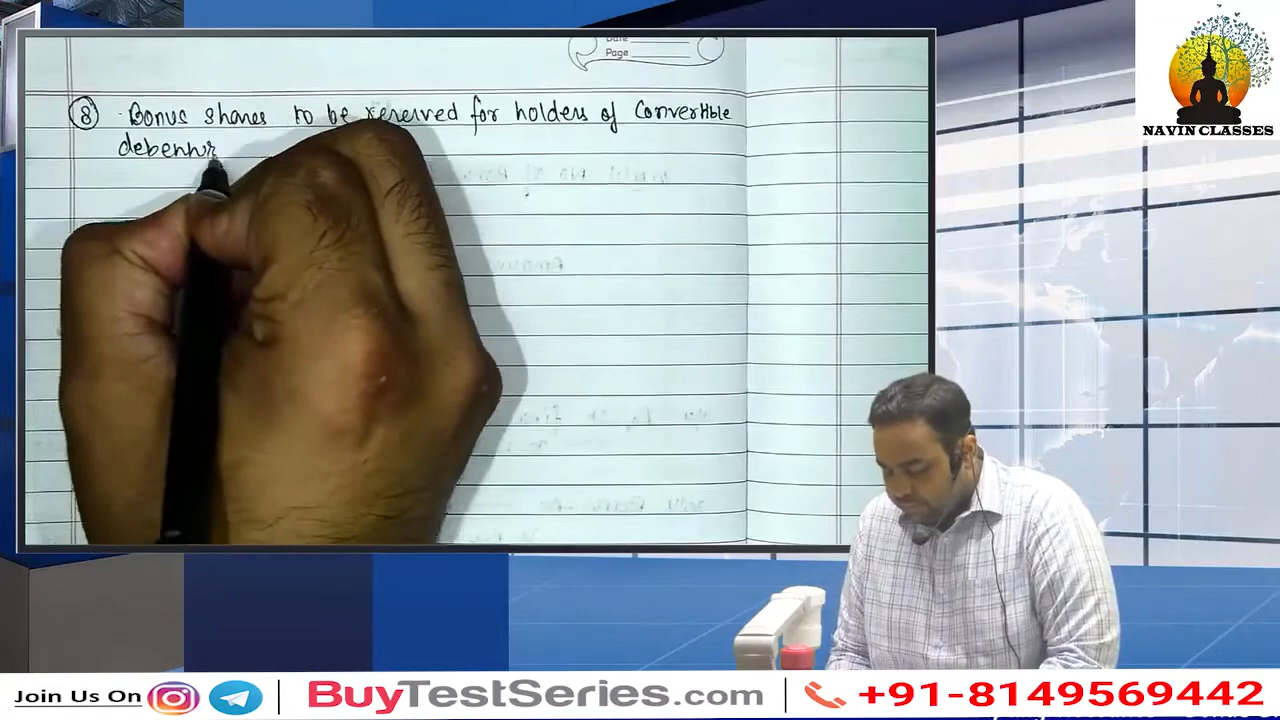 Date
Page
NAVIN CLASSES
8 Bonus shares to be reserved for holders of Convertible
debentur
Join Us On
BuyTestSeries.com
+91-8149569442